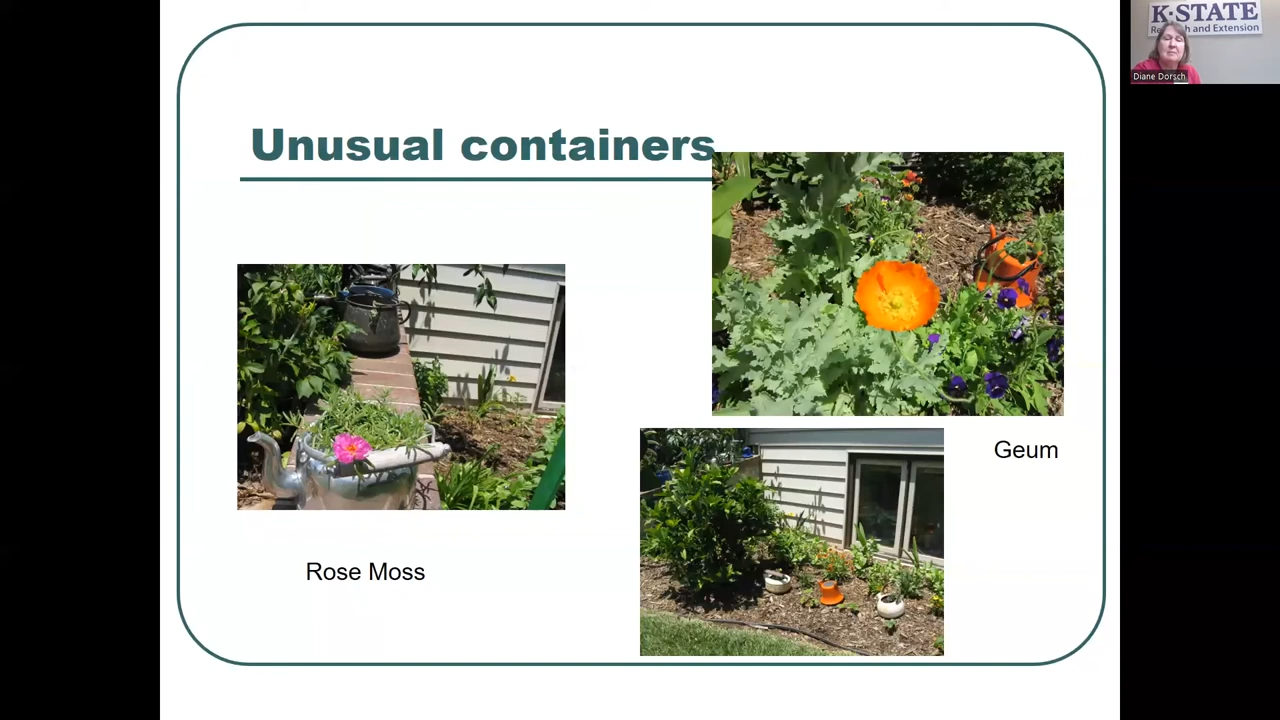 Unusual containers
Geum
Rose Moss
K-STATE
Research and Extension
Diane Dorsch